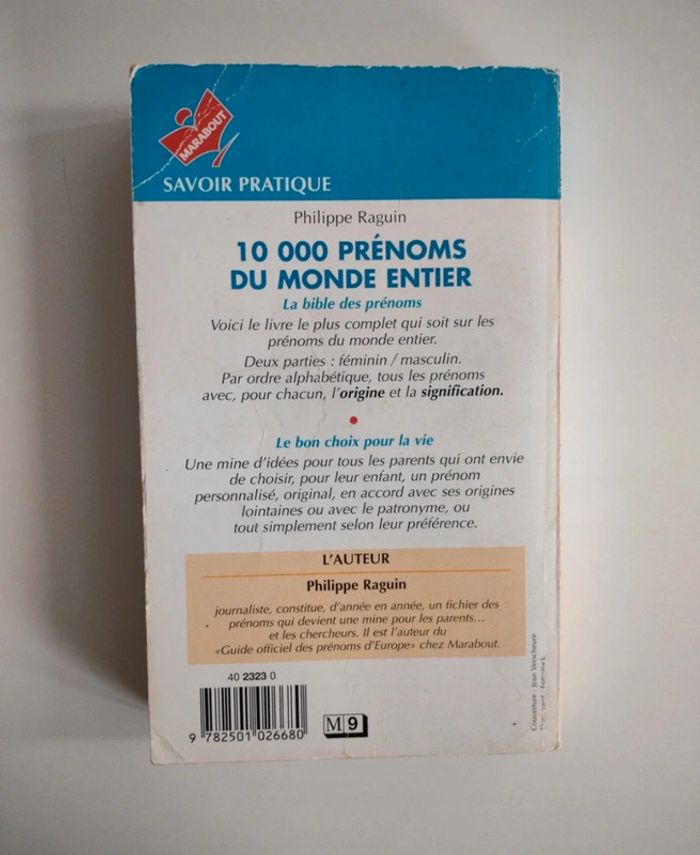 MARABOUT
SAVOIR PRATIQUE
Philippe Raguin
10 000 PRÉNOMS
DU MONDE ENTIER
La bible des prénoms
Voici le livre le plus complet qui soit sur les
prénoms du monde entier.
Deux parties : féminin / masculin.
Par ordre alphabétique, tous les prénoms
avec, pour chacun, l'origine et la signification.
Le bon choix pour la vie
Une mine d'idées pour tous les parents qui ont envie
de choisir, pour leur enfant, un prénom
personnalisé, original, en accord avec ses origines
lointaines ou avec le patronyme, ou
tout simplement selon leur préférence.
L'AUTEUR
Philippe Raguin
journaliste, constitue, d'année en année, un fichier des
prénoms qui devient une mine pour les parents...
et les chercheurs. Il est l'auteur du
«Guide officiel des prénoms d'Europe» chez Marabout.
40 2323 0
9 782501 026680
M 9
Couverture : Jean Verscheure